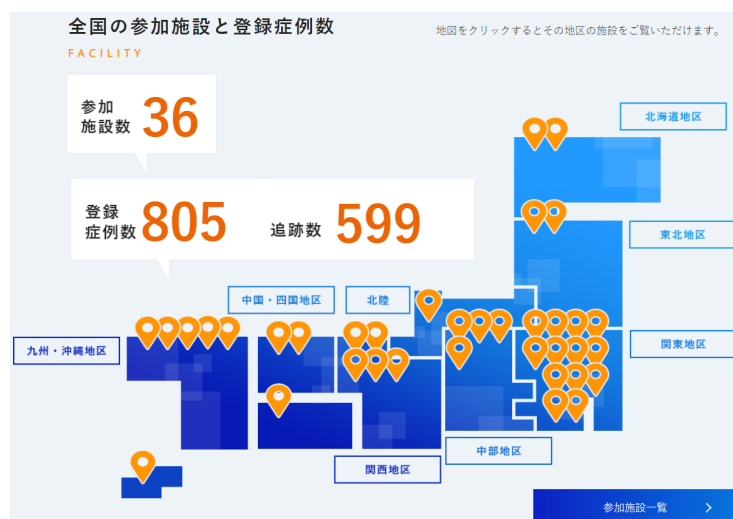 全国の参加施設と登録症例数
地図をクリックするとその地区の施設をご覧いただけます。
FACILITY
参加
施設数 36
登録
症例数 805 追跡数 599
北海道地区
東北地区
中国・四国地区
北陸
九州・沖縄地区
関東地区
中部地区
関西地区
参加施設一覧